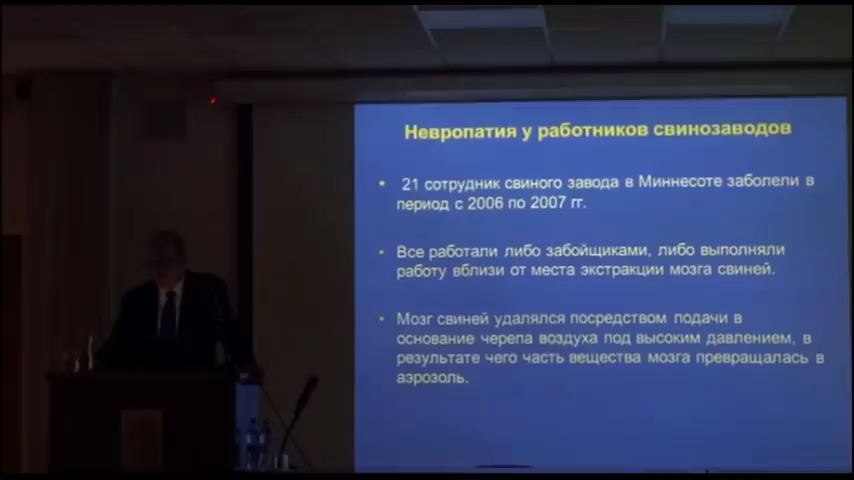 Невропатия у работников свинозаводов
• 21 сотрудник свиного завода в Миннесоте заболели в
период с 2006 по 2007 гг.
• Все работали либо забойщиками, либо выполняли
работу вблизи от места экстракции мозга свиней.
• Мозг свиней удалялся посредством подачи в
основание черепа воздуха под высоким давлением, в
результате чего часть вещества мозга превращалась в
аэрозоль.